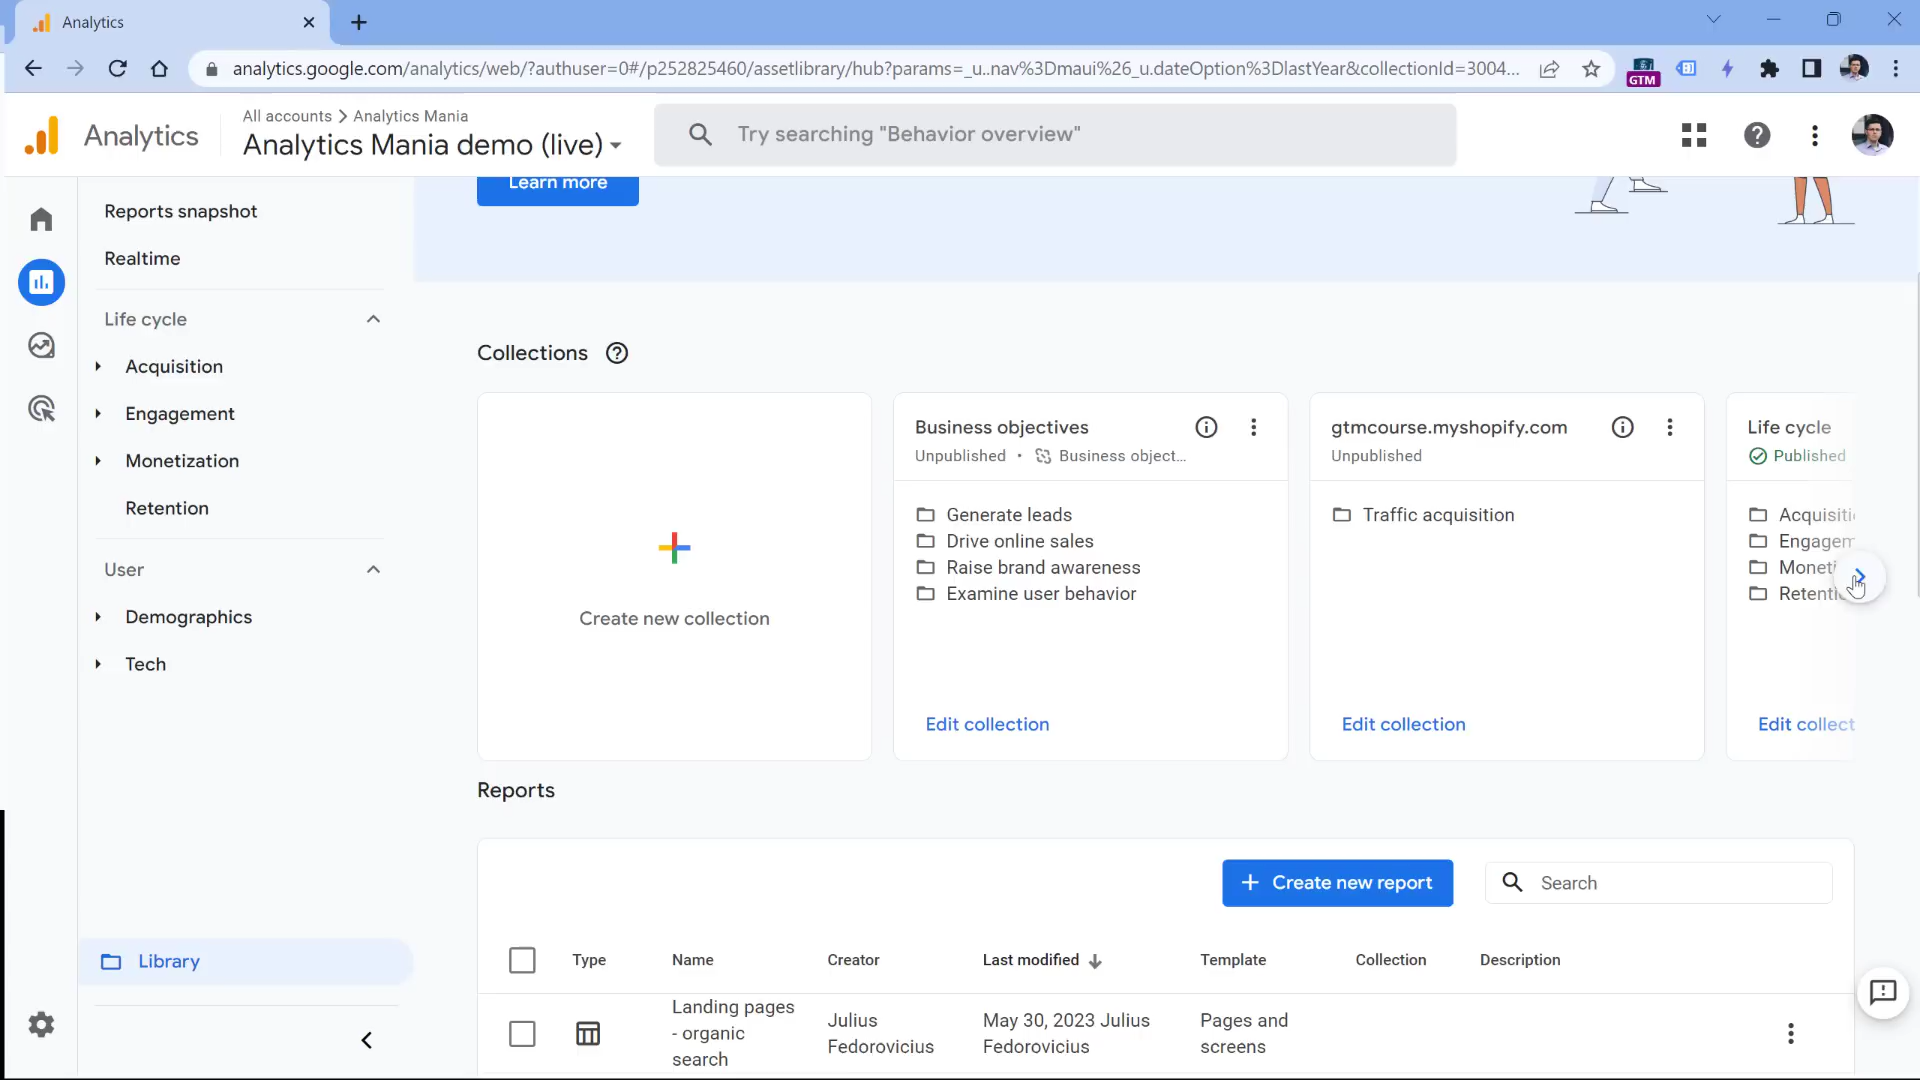 Analytics
analytics.google.com/analytics/web/?authuser=0#/p252825460/assetlibrary/hub?params=_u..nav%3Dmaui%26_u.dateOption%3DlastYear&collectionId=3004...
GTM
Analytics
All accounts > Analytics Mania
Analytics Mania demo (live)
Try searching "Behavior overview"
Learn more
Reports snapshot
Realtime
Life cycle
Acquisition
Engagement
Monetization
Retention
User
Demographics
Tech
Library
Collections
Create new collection
Business objectives
Unpublished • Business object...
Generate leads
Drive online sales
Raise brand awareness
Examine user behavior
Edit collection
gtmcourse.myshopify.com
Unpublished
Traffic acquisition
Edit collection
Life cycle
Published
Acquisiti
Engagem
Moneti
Retenti
Edit collect
Reports
+ Create new report
Search
Type Name Creator Last modified Template Collection Description
Landing pages
- organic
search
Julius
Fedorovicius
May 30, 2023 Julius
Fedorovicius
Pages and
screens